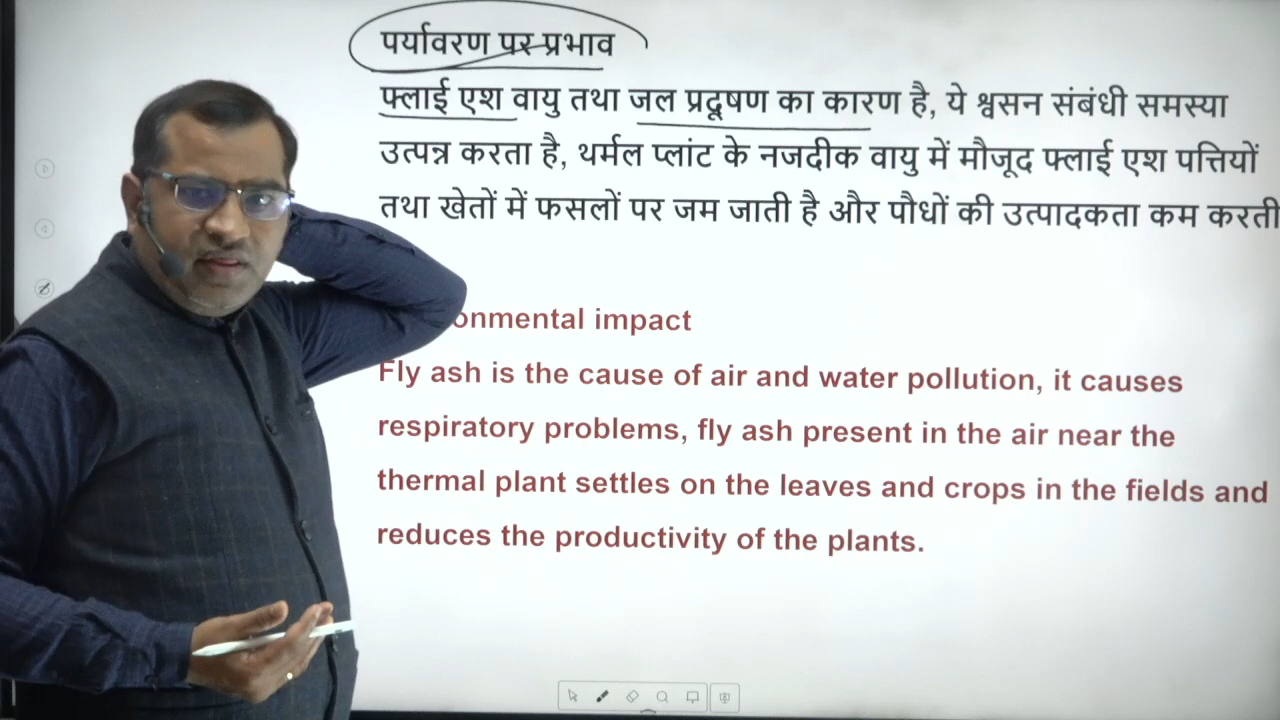 पर्यावरण पर प्रभाव
फ्लाई एश वायु तथा जल प्रदूषण का कारण है, ये श्वसन संबंधी समस्या
उत्पन्न करता है, थर्मल प्लांट के नजदीक वायु में मौजूद फ्लाई एश पत्तियों
तथा खेतों में फसलों पर जम जाती है और पौधों की उत्पादकता कम करती
onmental impact
Fly ash is the cause of air and water pollution, it causes
respiratory problems, fly ash present in the air near the
thermal plant settles on the leaves and crops in the fields and
reduces the productivity of the plants.